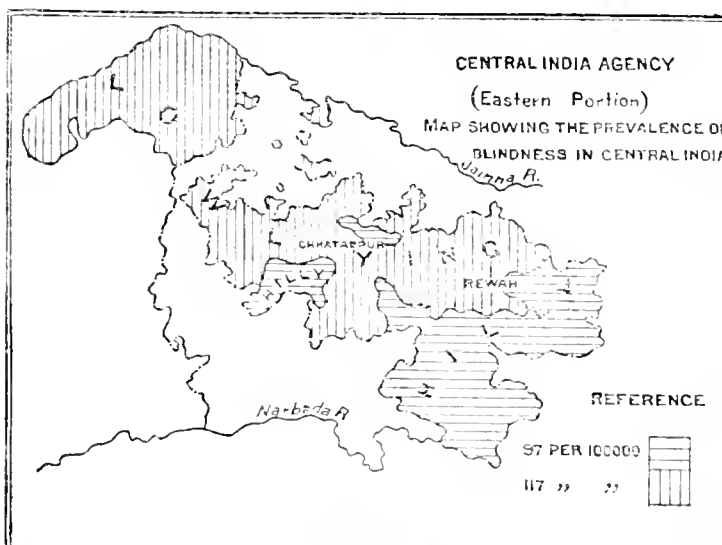 CENTRAL INDIA AGENCY
(Eastern Portion)
MAP SHOWING THE PREVALENCE OF
BLINDNESS IN CENTRAL INDIA
Jamna R.
L O
CHHATARPUR
REWAH
HILLY
Narbada R
REFERENCE
97 PER 100000
117 „ „